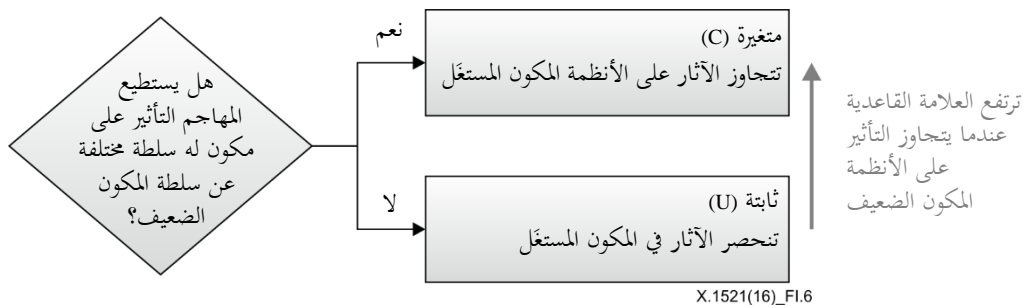 هل يستطيع
المهاجم التأثير على
مكون له سلطة مختلفة
عن سلطة المكون
الضعيف؟
نعم
متغيرة (C)
تتجاوز الآثار على الأنظمة المكون المستغَل
لا
ثابتة (U)
تنحصر الآثار في المكون المستغَل
ترتفع العلامة القاعدية
عندما يتجاوز التأثير
على الأنظمة
المكون الضعيف
X.1521(16)_FI.6